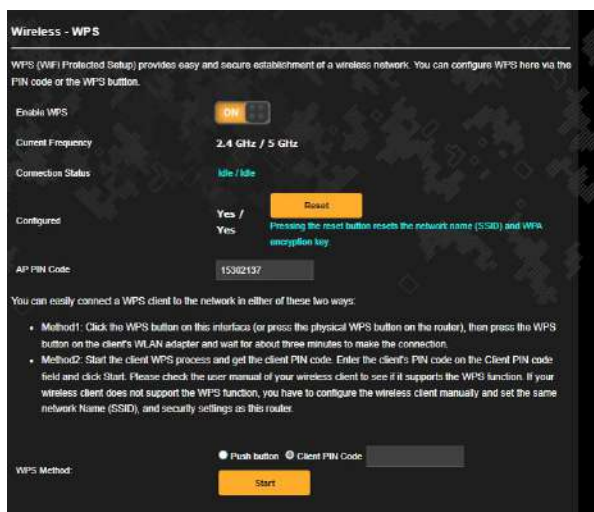 Wireless - WPS
WPS (WiFi Protected Setup) provides easy and secure establishment of a wireless network. You can configure WPS here via the
PIN code or the WPS buttton.
Enable WPS ON
Current Frequency 2.4 GHz / 5 GHz
Connection Status Idle / Idle
Configured Yes / Yes Reset
Pressing the reset button resets the network name (SSID) and WPA
encryption key.
AP PIN Code 15302137
You can easily connect a WPS client to the network in either of these two ways:
• Method1: Click the WPS button on this interface (or press the physical WPS button on the router), then press the WPS
button on the client's WLAN adapter and wait for about three minutes to make the connection.
• Method2: Start the client WPS process and get the client PIN code. Enter the client's PIN code on the Client PIN code
field and click Start. Please check the user manual of your wireless client to see if it supports the WPS function. If your
wireless client does not support the WPS function, you have to configure the wireless client manually and set the same
network Name (SSID), and security settings as this router.
WPS Method: Push button Client PIN Code
Start